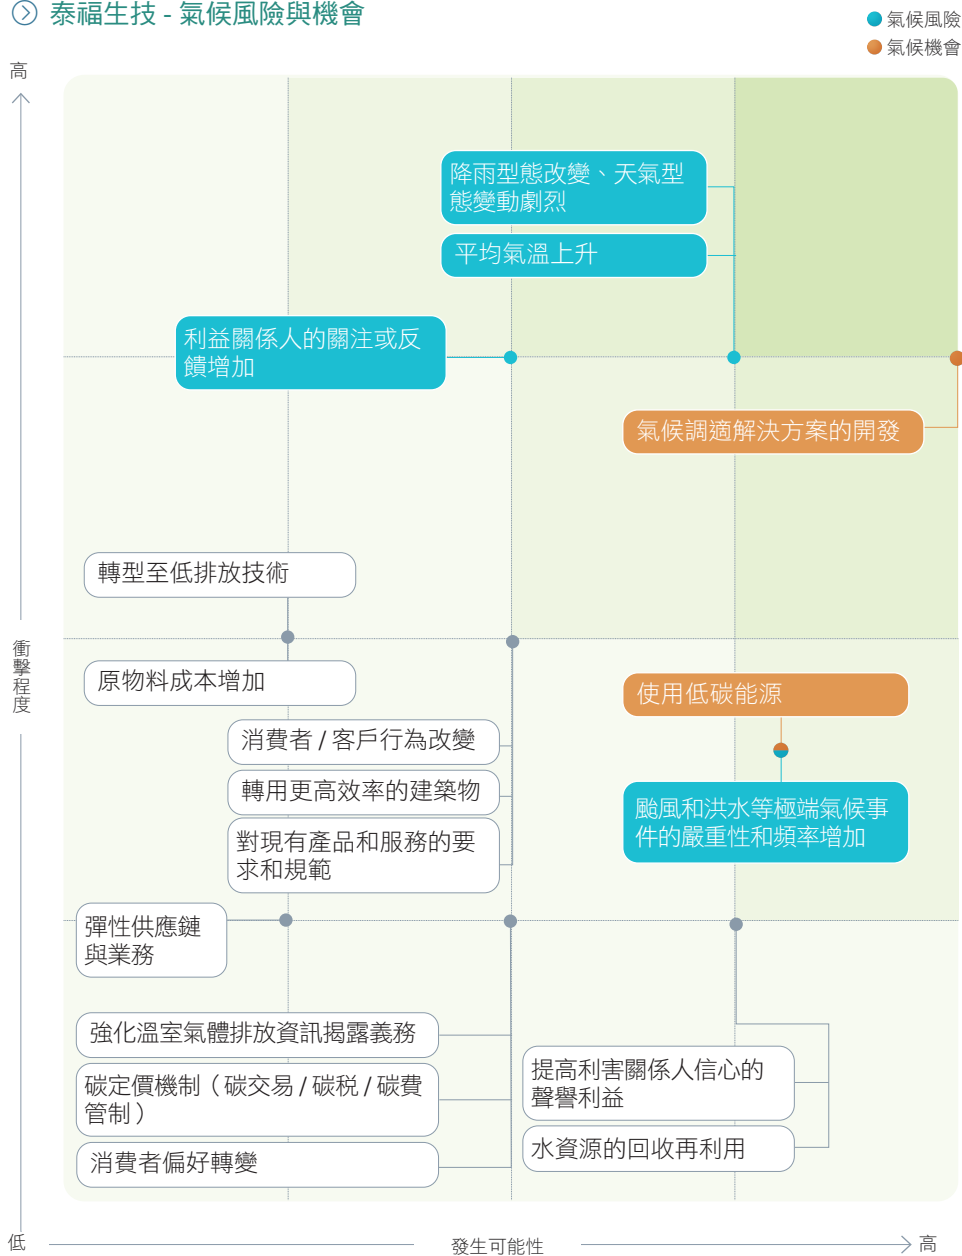 泰福生技 - 氣候風險與機會
氣候風險
氣候機會
高
降雨型態改變、天氣型
態變動劇烈
平均氣溫上升
利益關係人的關注或反
饋增加
氣候調適解決方案的開發
轉型至低排放技術
衝擊程度
原物料成本增加
使用低碳能源
消費者 / 客戶行為改變
轉用更高效率的建築物
颱風和洪水等極端氣候事
件的嚴重性和頻率增加
對現有產品和服務的要
求和規範
彈性供應鏈
與業務
強化溫室氣體排放資訊揭露義務
提高利害關係人信心的
聲譽利益
碳定價機制（碳交易 / 碳税 / 碳費
管制）
水資源的回收再利用
消費者偏好轉變
低
發生可能性
高